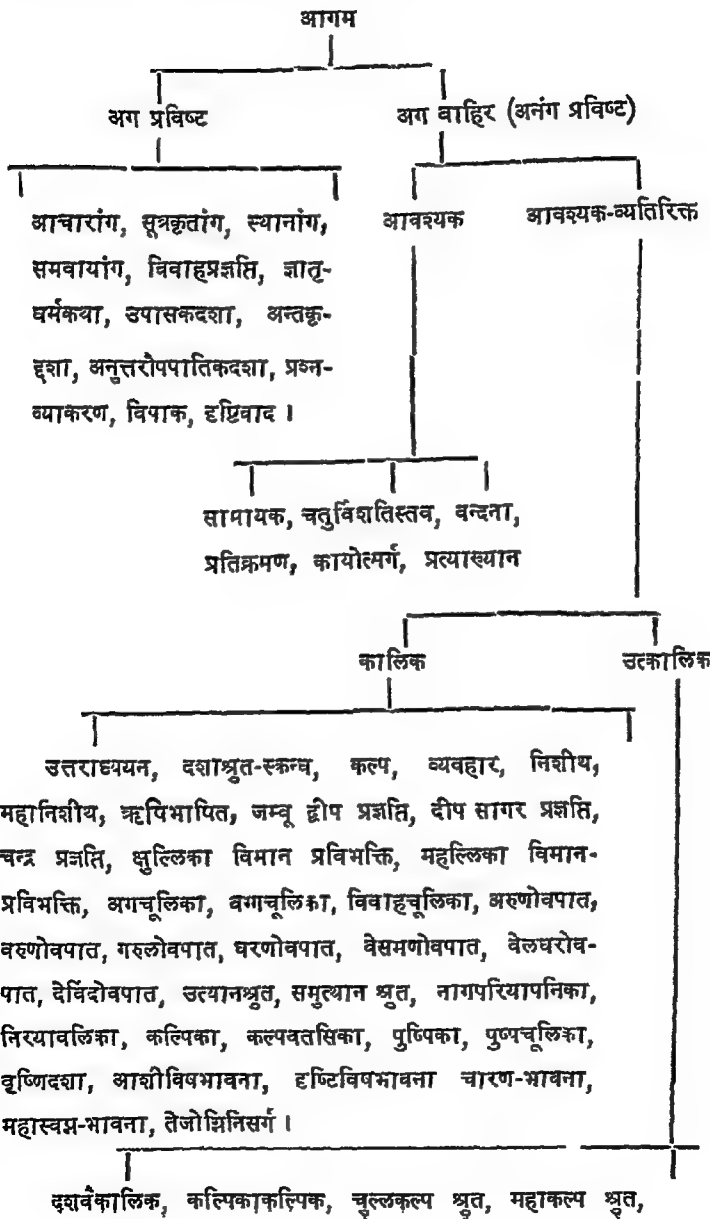 आगम
अग प्रविष्ट
अग वाहिर (अनंग प्रविष्ट)
आचारांग, सूत्रकृतांग, स्थानांग,
समवायांग, विवाहप्रज्ञप्ति, ज्ञातृ-
धर्मकथा, उपासकदशा, अन्तकृ-
द्दशा, अनुत्तरौपपातिकदशा, प्रश्न-
व्याकरण, विपाक, दृष्टिवाद ।
आवश्यक
आवश्यक-व्यतिरिक्त
सामायक, चतुर्विशतिस्तव, वन्दना,
प्रतिक्रमण, कायोत्मर्ग, प्रत्याख्यान
कालिक
उत्कालिक
उत्तराध्ययन, दशाश्रुत-स्कन्ध, कल्प, व्यवहार, निशीथ,
महानिशीथ, ऋषिभाषित, जम्बू द्वीप प्रज्ञप्ति, दीप सागर प्रज्ञप्ति,
चन्द्र प्रज्ञप्ति, क्षुल्लिका विमान प्रविभक्ति, महल्लिका विमान-
प्रविभक्ति, अगचूलिका, वग्गचूलिका, विवाहचूलिका, अरुणोवपात,
वरुणोवपात, गरुलोवपात, धरणोवपात, वेसमणोवपात, वेलधरोव-
पात, देविंदोवपात, उत्थानश्रुत, समुत्थान श्रुत, नागपरियापनिका,
निरयावलिका, कल्पिका, कल्पवतसिका, पुष्पिका, पुष्पचूलिका,
वृष्णिदशा, आशीविषभावना, दृष्टिविषभावना चारण-भावना,
महास्वप्न-भावना, तेजोग्निनिसर्ग ।
दशवैकालिक, कल्पिकाकल्पिक, चुल्लकल्प श्रुत, महाकल्प श्रुत,